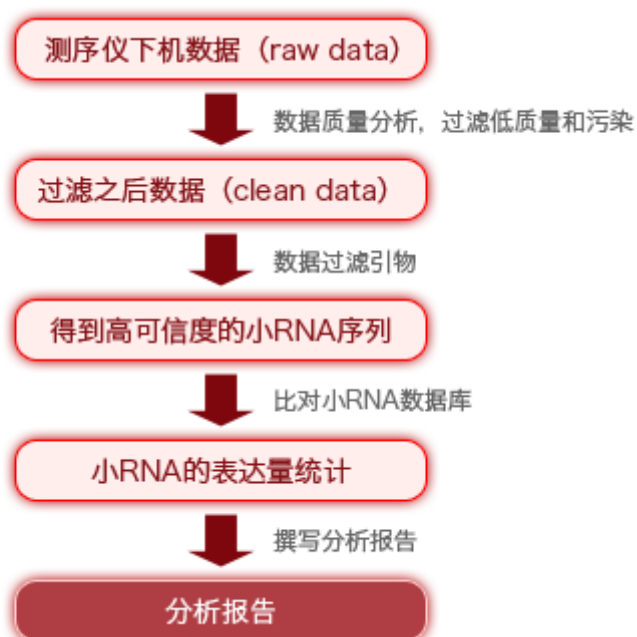 测序仪下机数据（raw data）
数据质量分析，过滤低质量和污染
过滤之后数据（clean data）
数据过滤引物
得到高可信度的小RNA序列
比对小RNA数据库
小RNA的表达量统计
撰写分析报告
分析报告